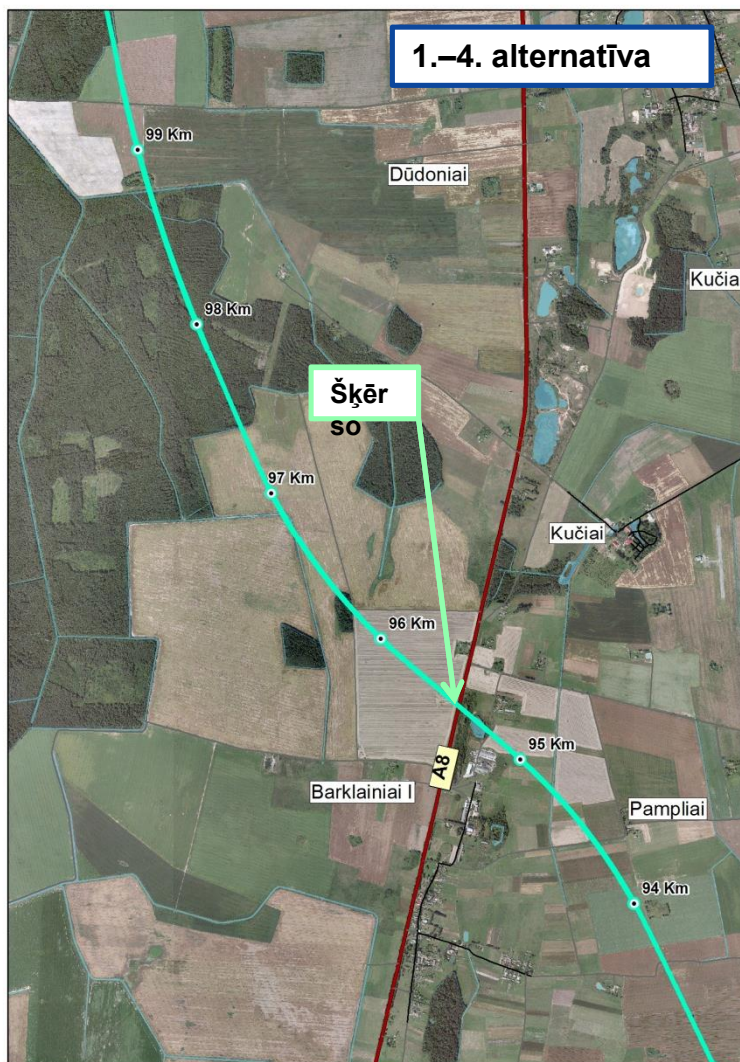 1.–4. alternatīva
99 Km
Dūdoniai
Kučia
98 Km
Šķēr
so
97 Km
Kučiai
96 Km
95 Km
A8
Barklainiai I
Pampliai
94 Km